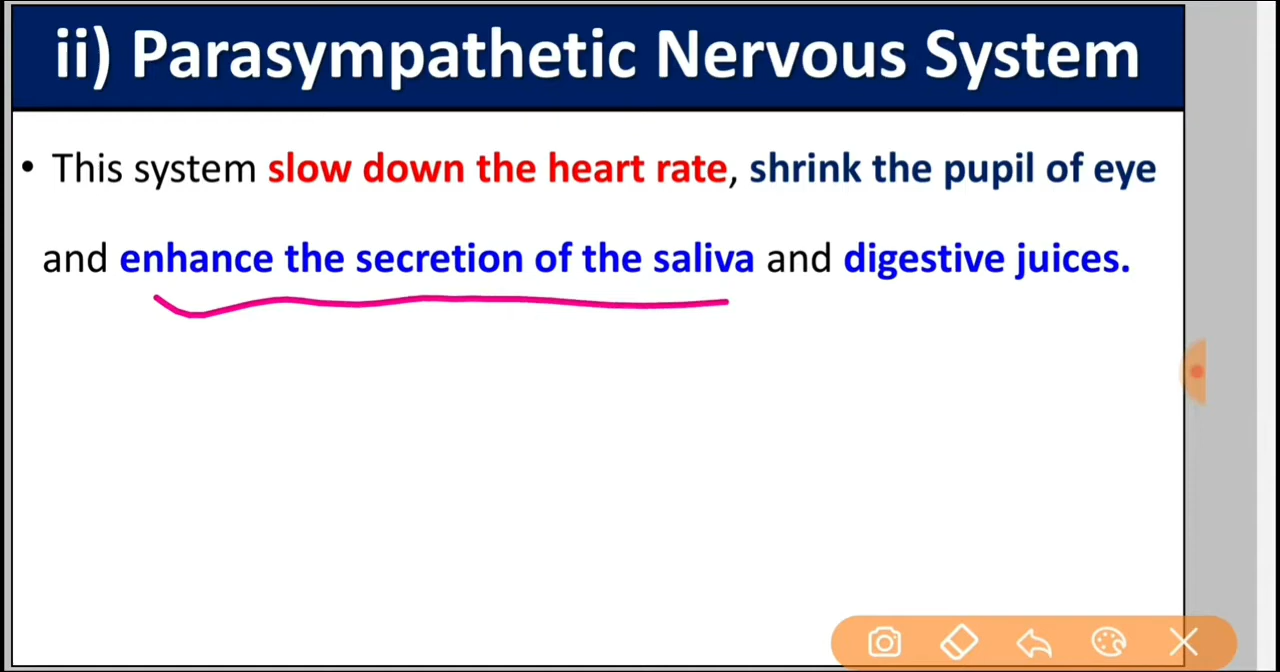 ii) Parasympathetic Nervous System
• This system slow down the heart rate, shrink the pupil of eye
and enhance the secretion of the saliva and digestive juices.